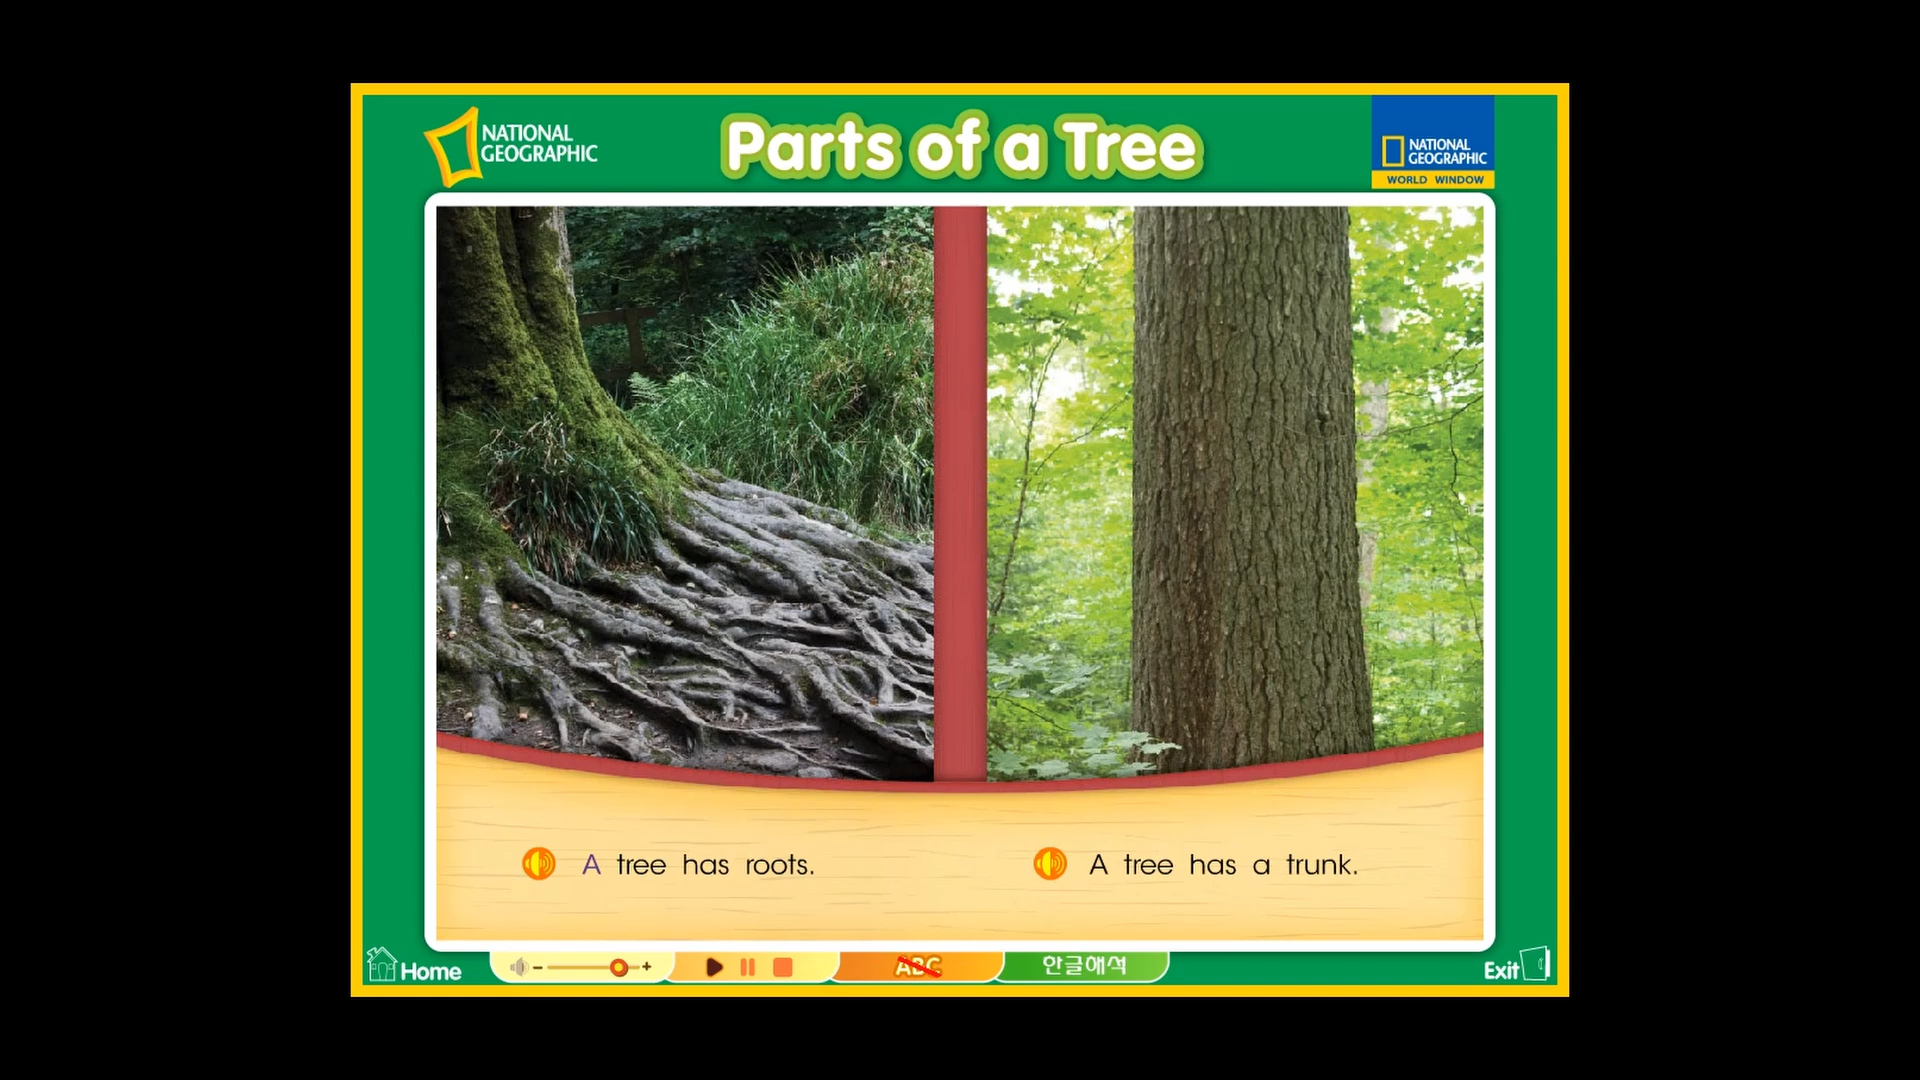 NATIONAL
GEOGRAPHIC
Parts of a Tree
NATIONAL
GEOGRAPHIC
WORLD WINDOW
A tree has roots.
A tree has a trunk.
Home
- +
ABC
한글해석
Exit